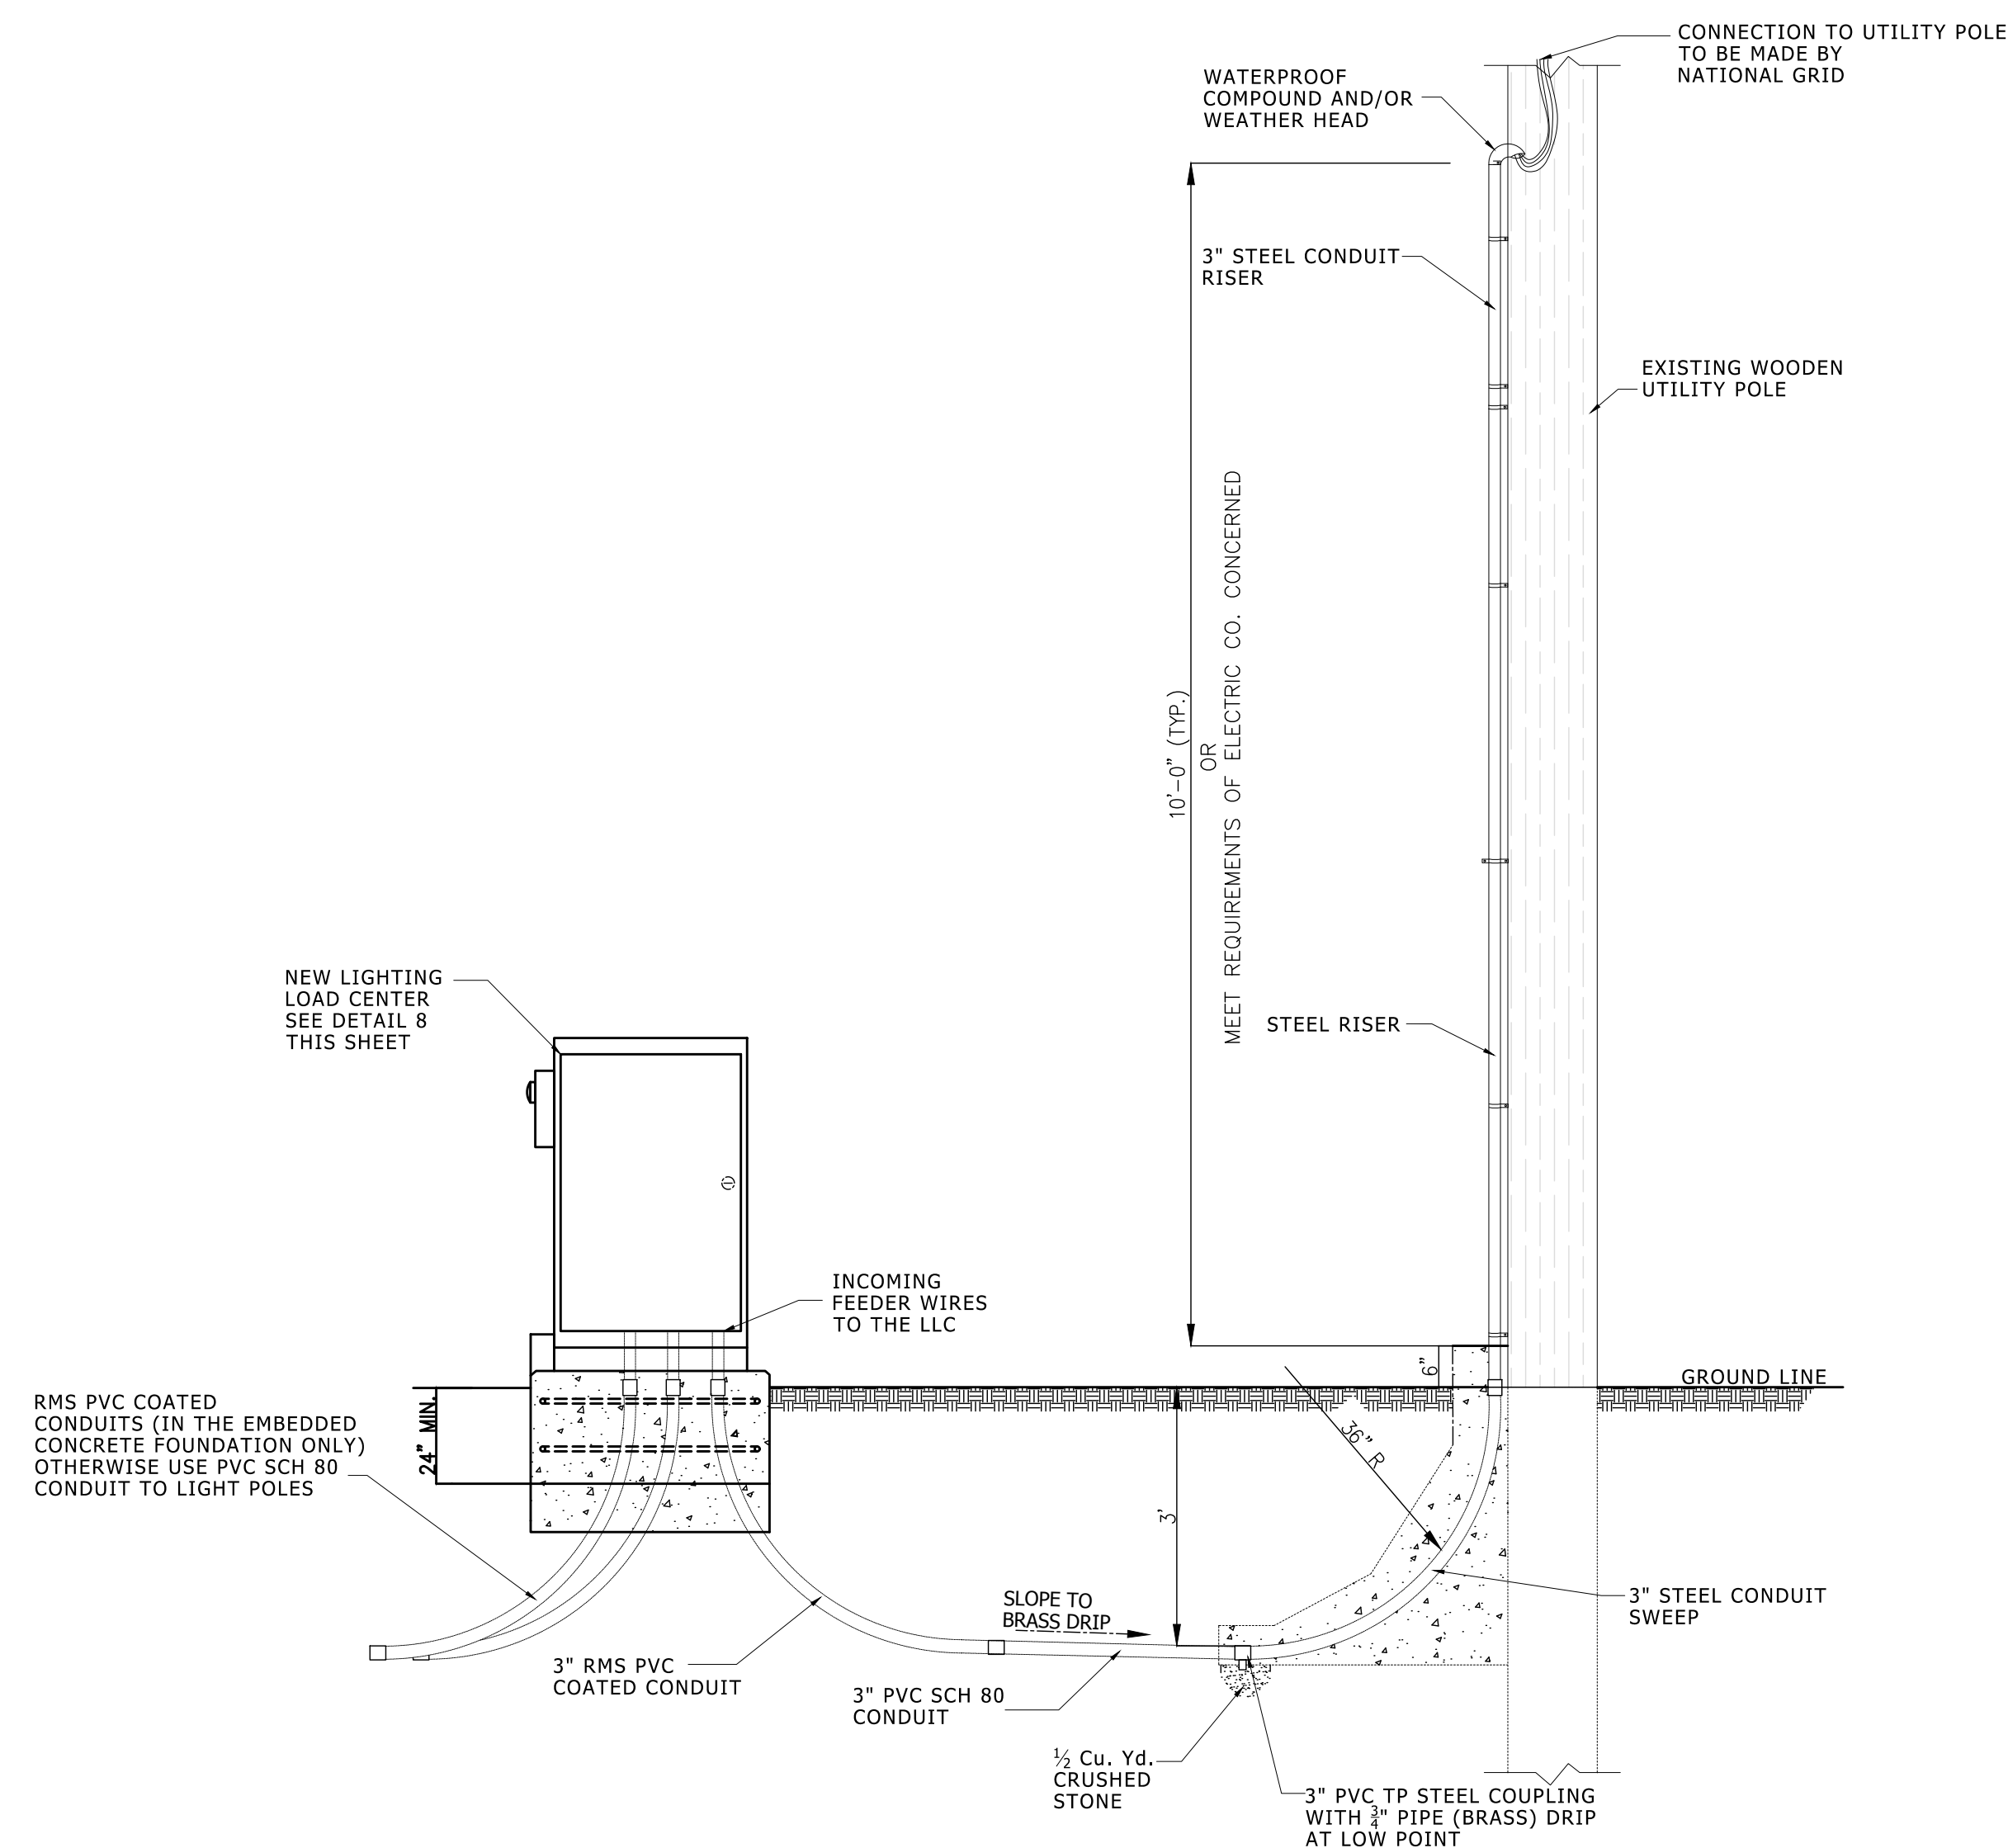 CONNECTION TO UTILITY POLE
TO BE MADE BY
NATIONAL GRID
WATERPROOF
COMPOUND AND/OR
WEATHER HEAD
3" STEEL CONDUIT
RISER
EXISTING WOODEN
UTILITY POLE
10'-0" (TYP.)
OR
MEET REQUIREMENTS OF ELECTRIC CO. CONCERNED
NEW LIGHTING
LOAD CENTER
SEE DETAIL 8
THIS SHEET
STEEL RISER
INCOMING
FEEDER WIRES
TO THE LLC
6"
GROUND LINE
RMS PVC COATED
CONDUITS (IN THE EMBEDDED
CONCRETE FOUNDATION ONLY)
OTHERWISE USE PVC SCH 80
CONDUIT TO LIGHT POLES
24" MIN.
36" R
3'
SLOPE TO
BRASS DRIP
3" STEEL CONDUIT
SWEEP
3" RMS PVC
COATED CONDUIT
3" PVC SCH 80
CONDUIT
½ Cu. Yd.
CRUSHED
STONE
3" PVC TP STEEL COUPLING
WITH ¾" PIPE (BRASS) DRIP
AT LOW POINT